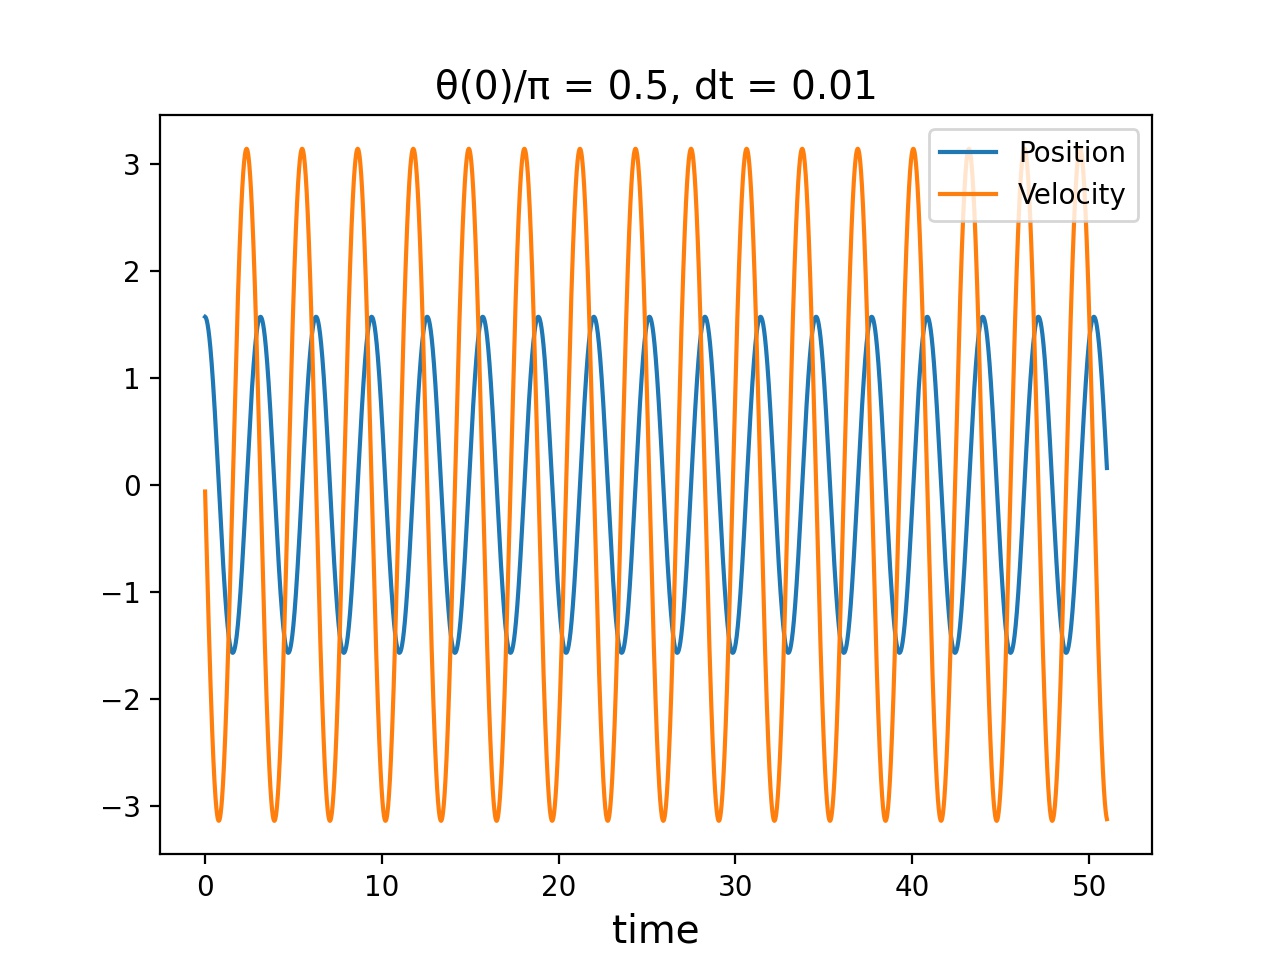 θ(0)/π = 0.5, dt = 0.01
Position
Velocity
3
2
1
0
−1
−2
−3
0 10 20 30 40 50
time